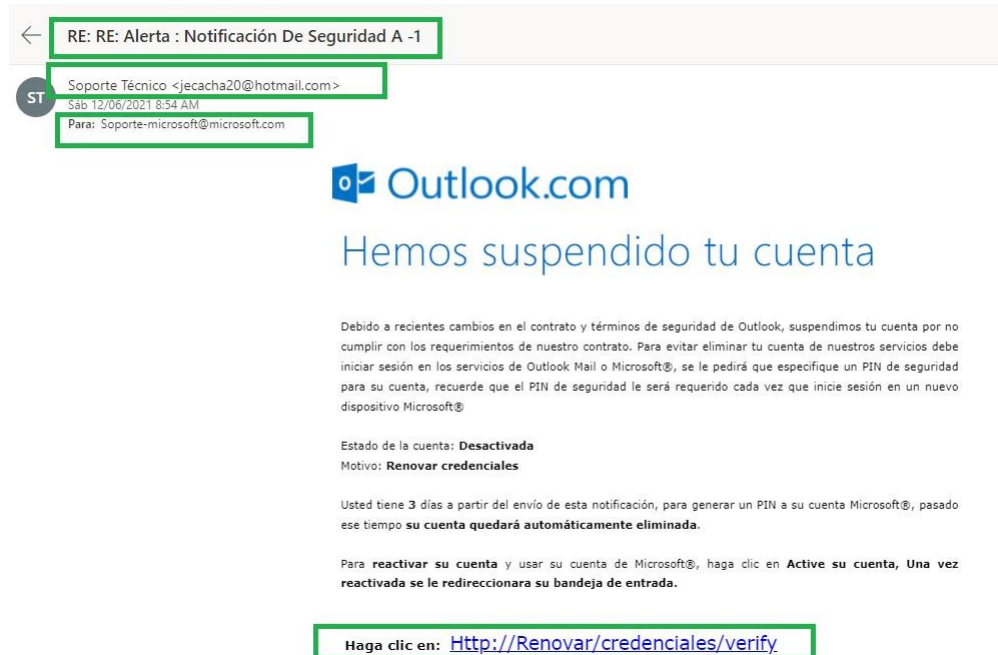 RE: RE: Alerta : Notificación De Seguridad A -1
ST
Soporte Técnico <jecacha20@hotmail.com>
Sáb 12/06/2021 8:54 AM
Para: Soporte-microsoft@microsoft.com
Outlook.com
Hemos suspendido tu cuenta
Debido a recientes cambios en el contrato y términos de seguridad de Outlook, suspendimos tu cuenta por no
cumplir con los requerimientos de nuestro contrato. Para evitar eliminar tu cuenta de nuestros servicios debe
iniciar sesión en los servicios de Outlook Mail o Microsoft®, se le pedirá que especifique un PIN de seguridad
para su cuenta, recuerde que el PIN de seguridad le será requerido cada vez que inicie sesión en un nuevo
dispositivo Microsoft®
Estado de la cuenta: Desactivada
Motivo: Renovar credenciales
Usted tiene 3 días a partir del envío de esta notificación, para generar un PIN a su cuenta Microsoft®, pasado
ese tiempo su cuenta quedará automáticamente eliminada.
Para reactivar su cuenta y usar su cuenta de Microsoft®, haga clic en Active su cuenta, Una vez
reactivada se le redireccionara su bandeja de entrada.
Haga clic en: Http://Renovar/credenciales/verify